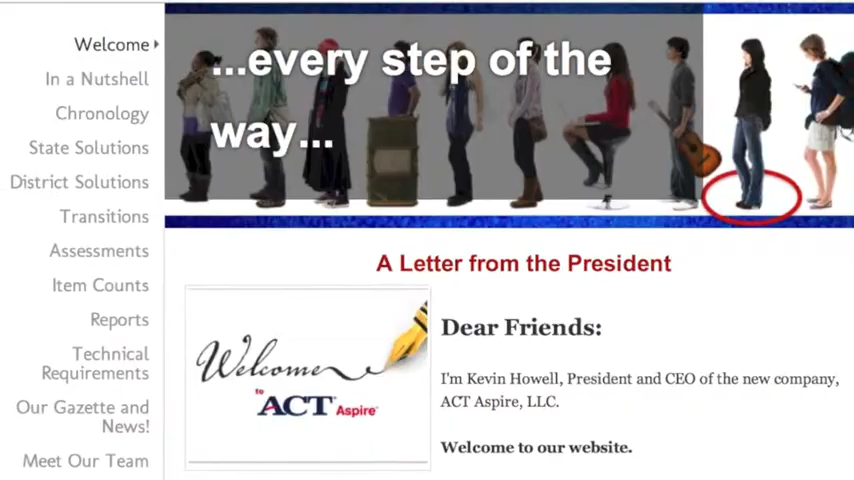 Welcome
In a Nutshell
Chronology
State Solutions
District Solutions
Transitions
Assessments
Item Counts
Reports
Technical
Requirements
Our Gazette and
News!
Meet Our Team
...every step of the
way...
A Letter from the President
Welcome
to
ACT Aspire™
Dear Friends:
I'm Kevin Howell, President and CEO of the new company,
ACT Aspire, LLC.
Welcome to our website.